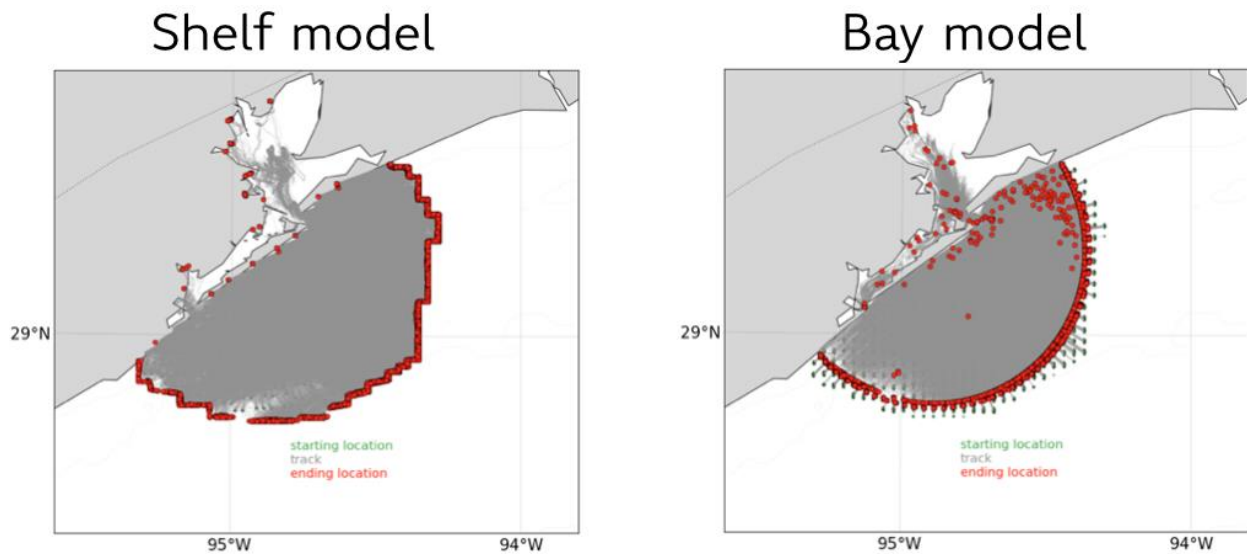 Shelf model
Bay model
29°N
starting location
track
ending location
95°W
94°W
29°N
starting location
track
ending location
95°W
94°W